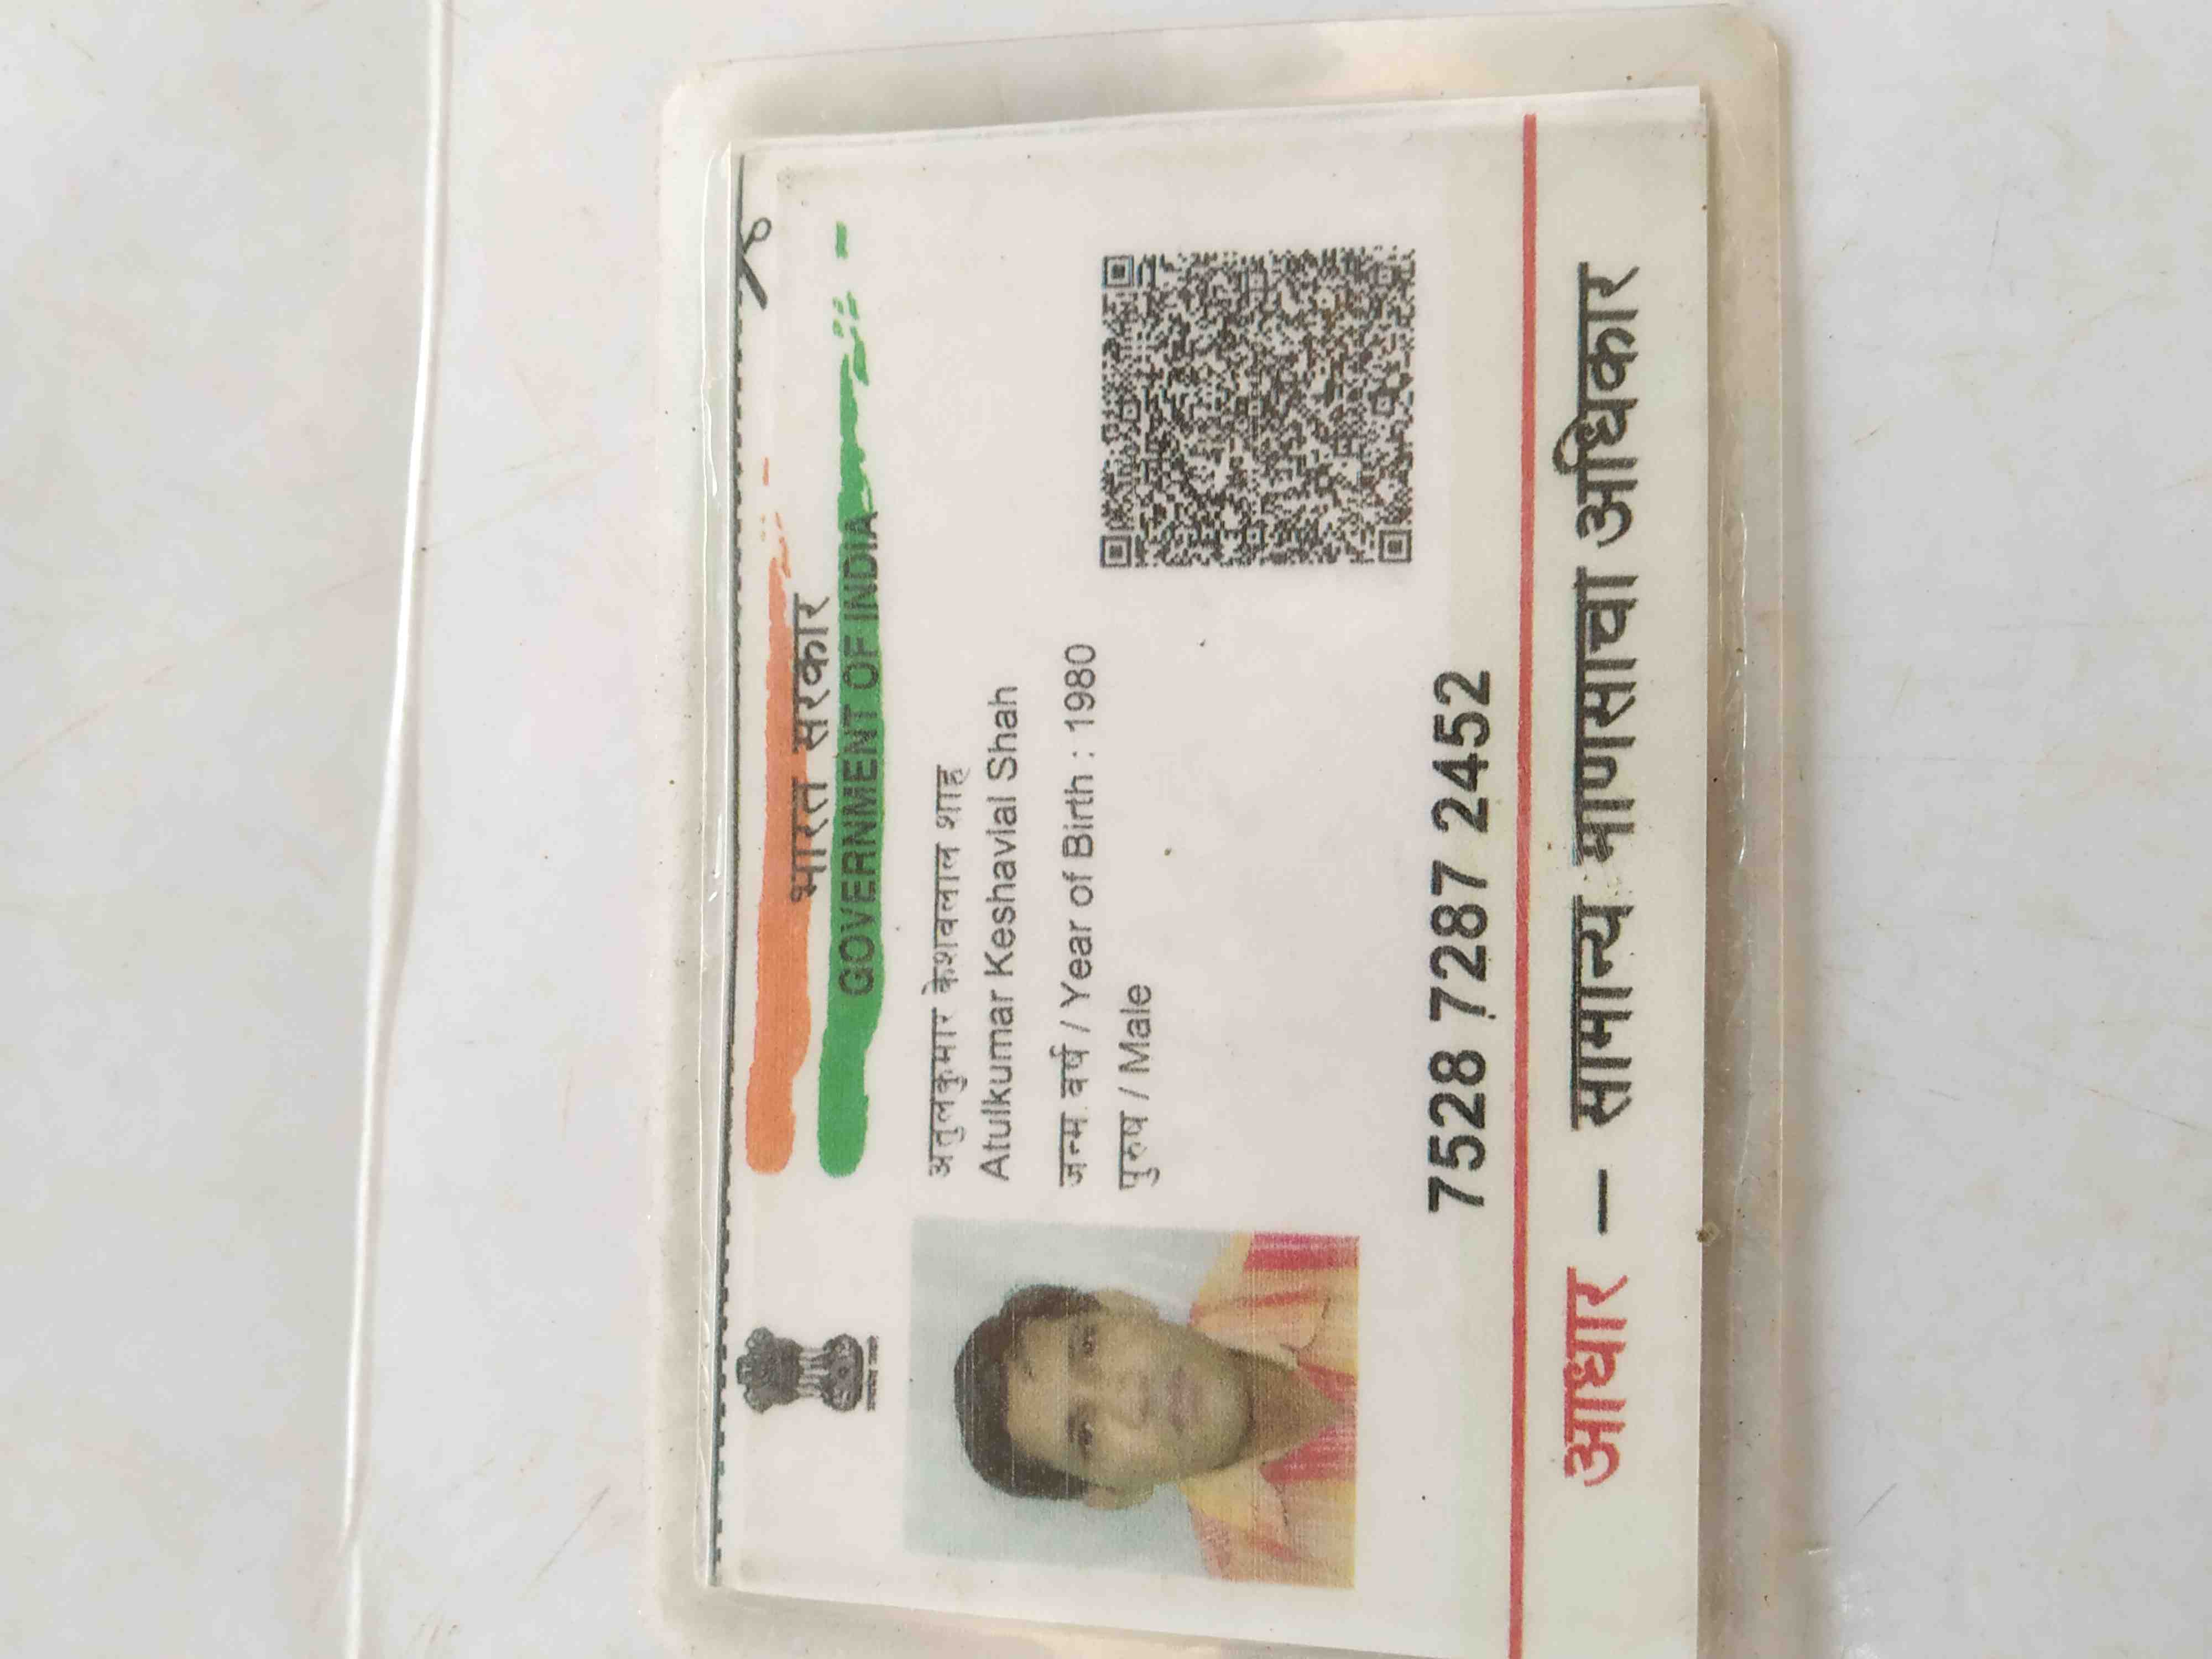 भारत सरकार
GOVERNMENT OF INDIA
अतुलकुमार केशवलाल शाह
Atulkumar Keshavlal Shah
जन्म वर्ष / Year of Birth : 1980
पुरुष / Male
7528 7287 2452
आधार – सामान्य माणसाचा अधिकार